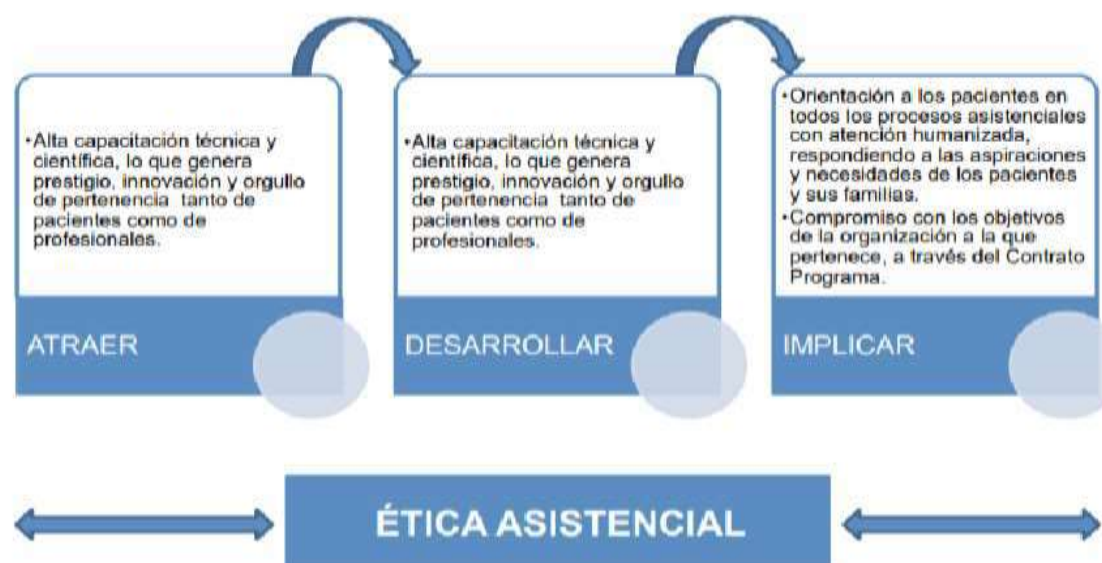 •Alta capacitación técnica y
científica, lo que genera
prestigio, innovación y orgullo
de pertenencia tanto de
pacientes como de
profesionales.
ATRAER
•Alta capacitación técnica y
científica, lo que genera
prestigio, innovación y orgullo
de pertenencia tanto de
pacientes como de
profesionales.
DESARROLLAR
•Orientación a los pacientes en
todos los procesos asistenciales
con atención humanizada,
respondiendo a las aspiraciones
y necesidades de los pacientes
y sus familias.
•Compromiso con los objetivos
de la organización a la que
pertenece, a través del Contrato
Programa.
IMPLICAR
ÉTICA ASISTENCIAL